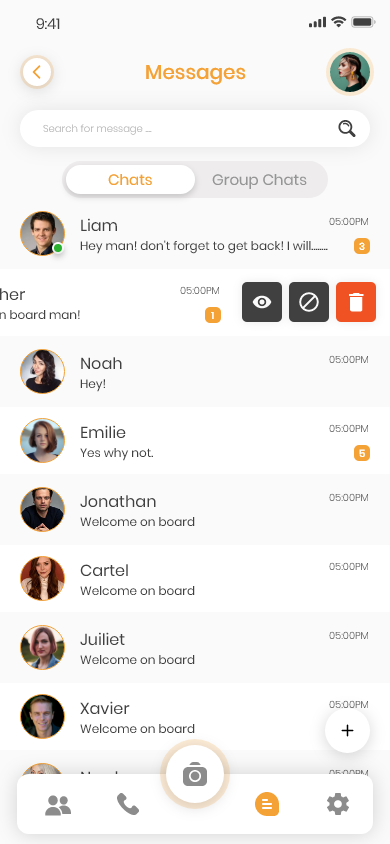 9:41
Messages
Search for message ...
Chats
Group Chats
Liam
05:00PM
Hey man! don't forget to get back! I will........
3
her
05:00PM
n board man!
1
Noah
05:00PM
Hey!
Emilie
05:00PM
Yes why not.
5
Jonathan
05:00PM
Welcome on board
Cartel
05:00PM
Welcome on board
Juiliet
05:00PM
Welcome on board
Xavier
05:00PM
Welcome on board
05:00PM